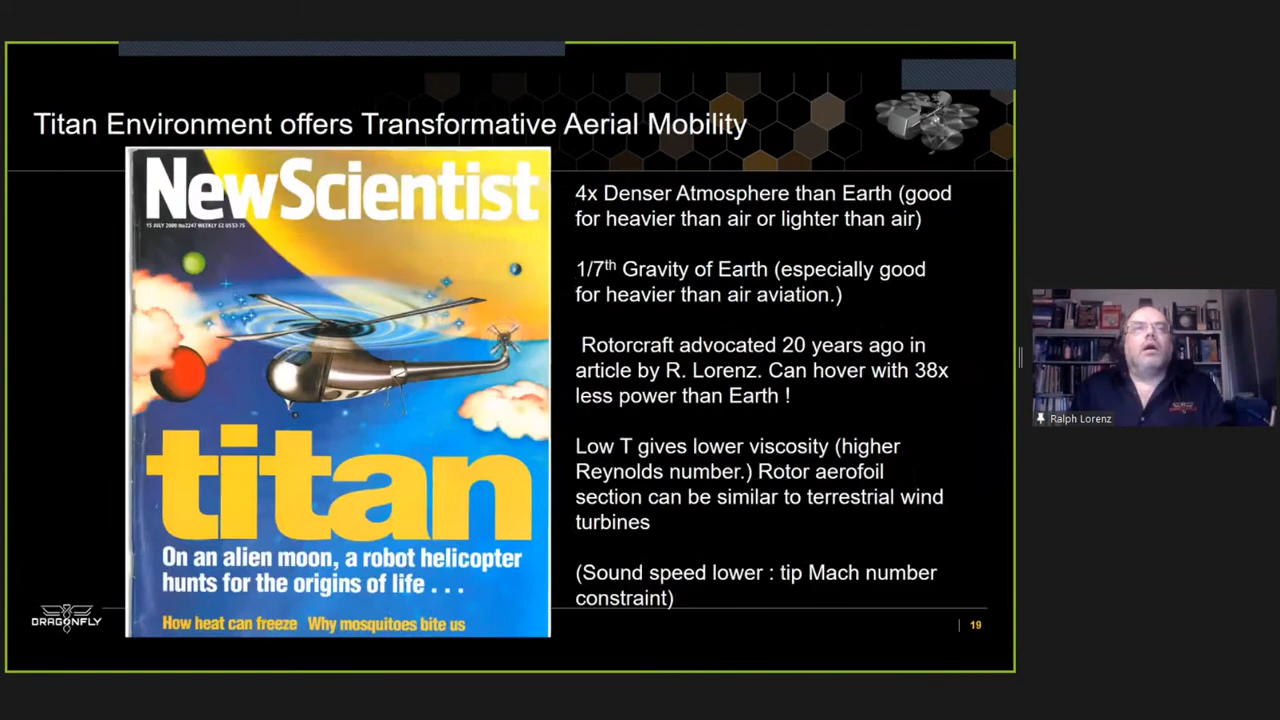 Titan Environment offers Transformative Aerial Mobility
NewScientist
15 JULY 2000 No2247 WEEKLY £2 US$3.75
titan
On an alien moon, a robot helicopter
hunts for the origins of life . . .
How heat can freeze Why mosquitoes bite us
4x Denser Atmosphere than Earth (good
for heavier than air or lighter than air)
1/7th Gravity of Earth (especially good
for heavier than air aviation.)
Rotorcraft advocated 20 years ago in
article by R. Lorenz. Can hover with 38x
less power than Earth !
Low T gives lower viscosity (higher
Reynolds number.) Rotor aerofoil
section can be similar to terrestrial wind
turbines
(Sound speed lower : tip Mach number
constraint)
DRAGONFLY
19
Ralph Lorenz